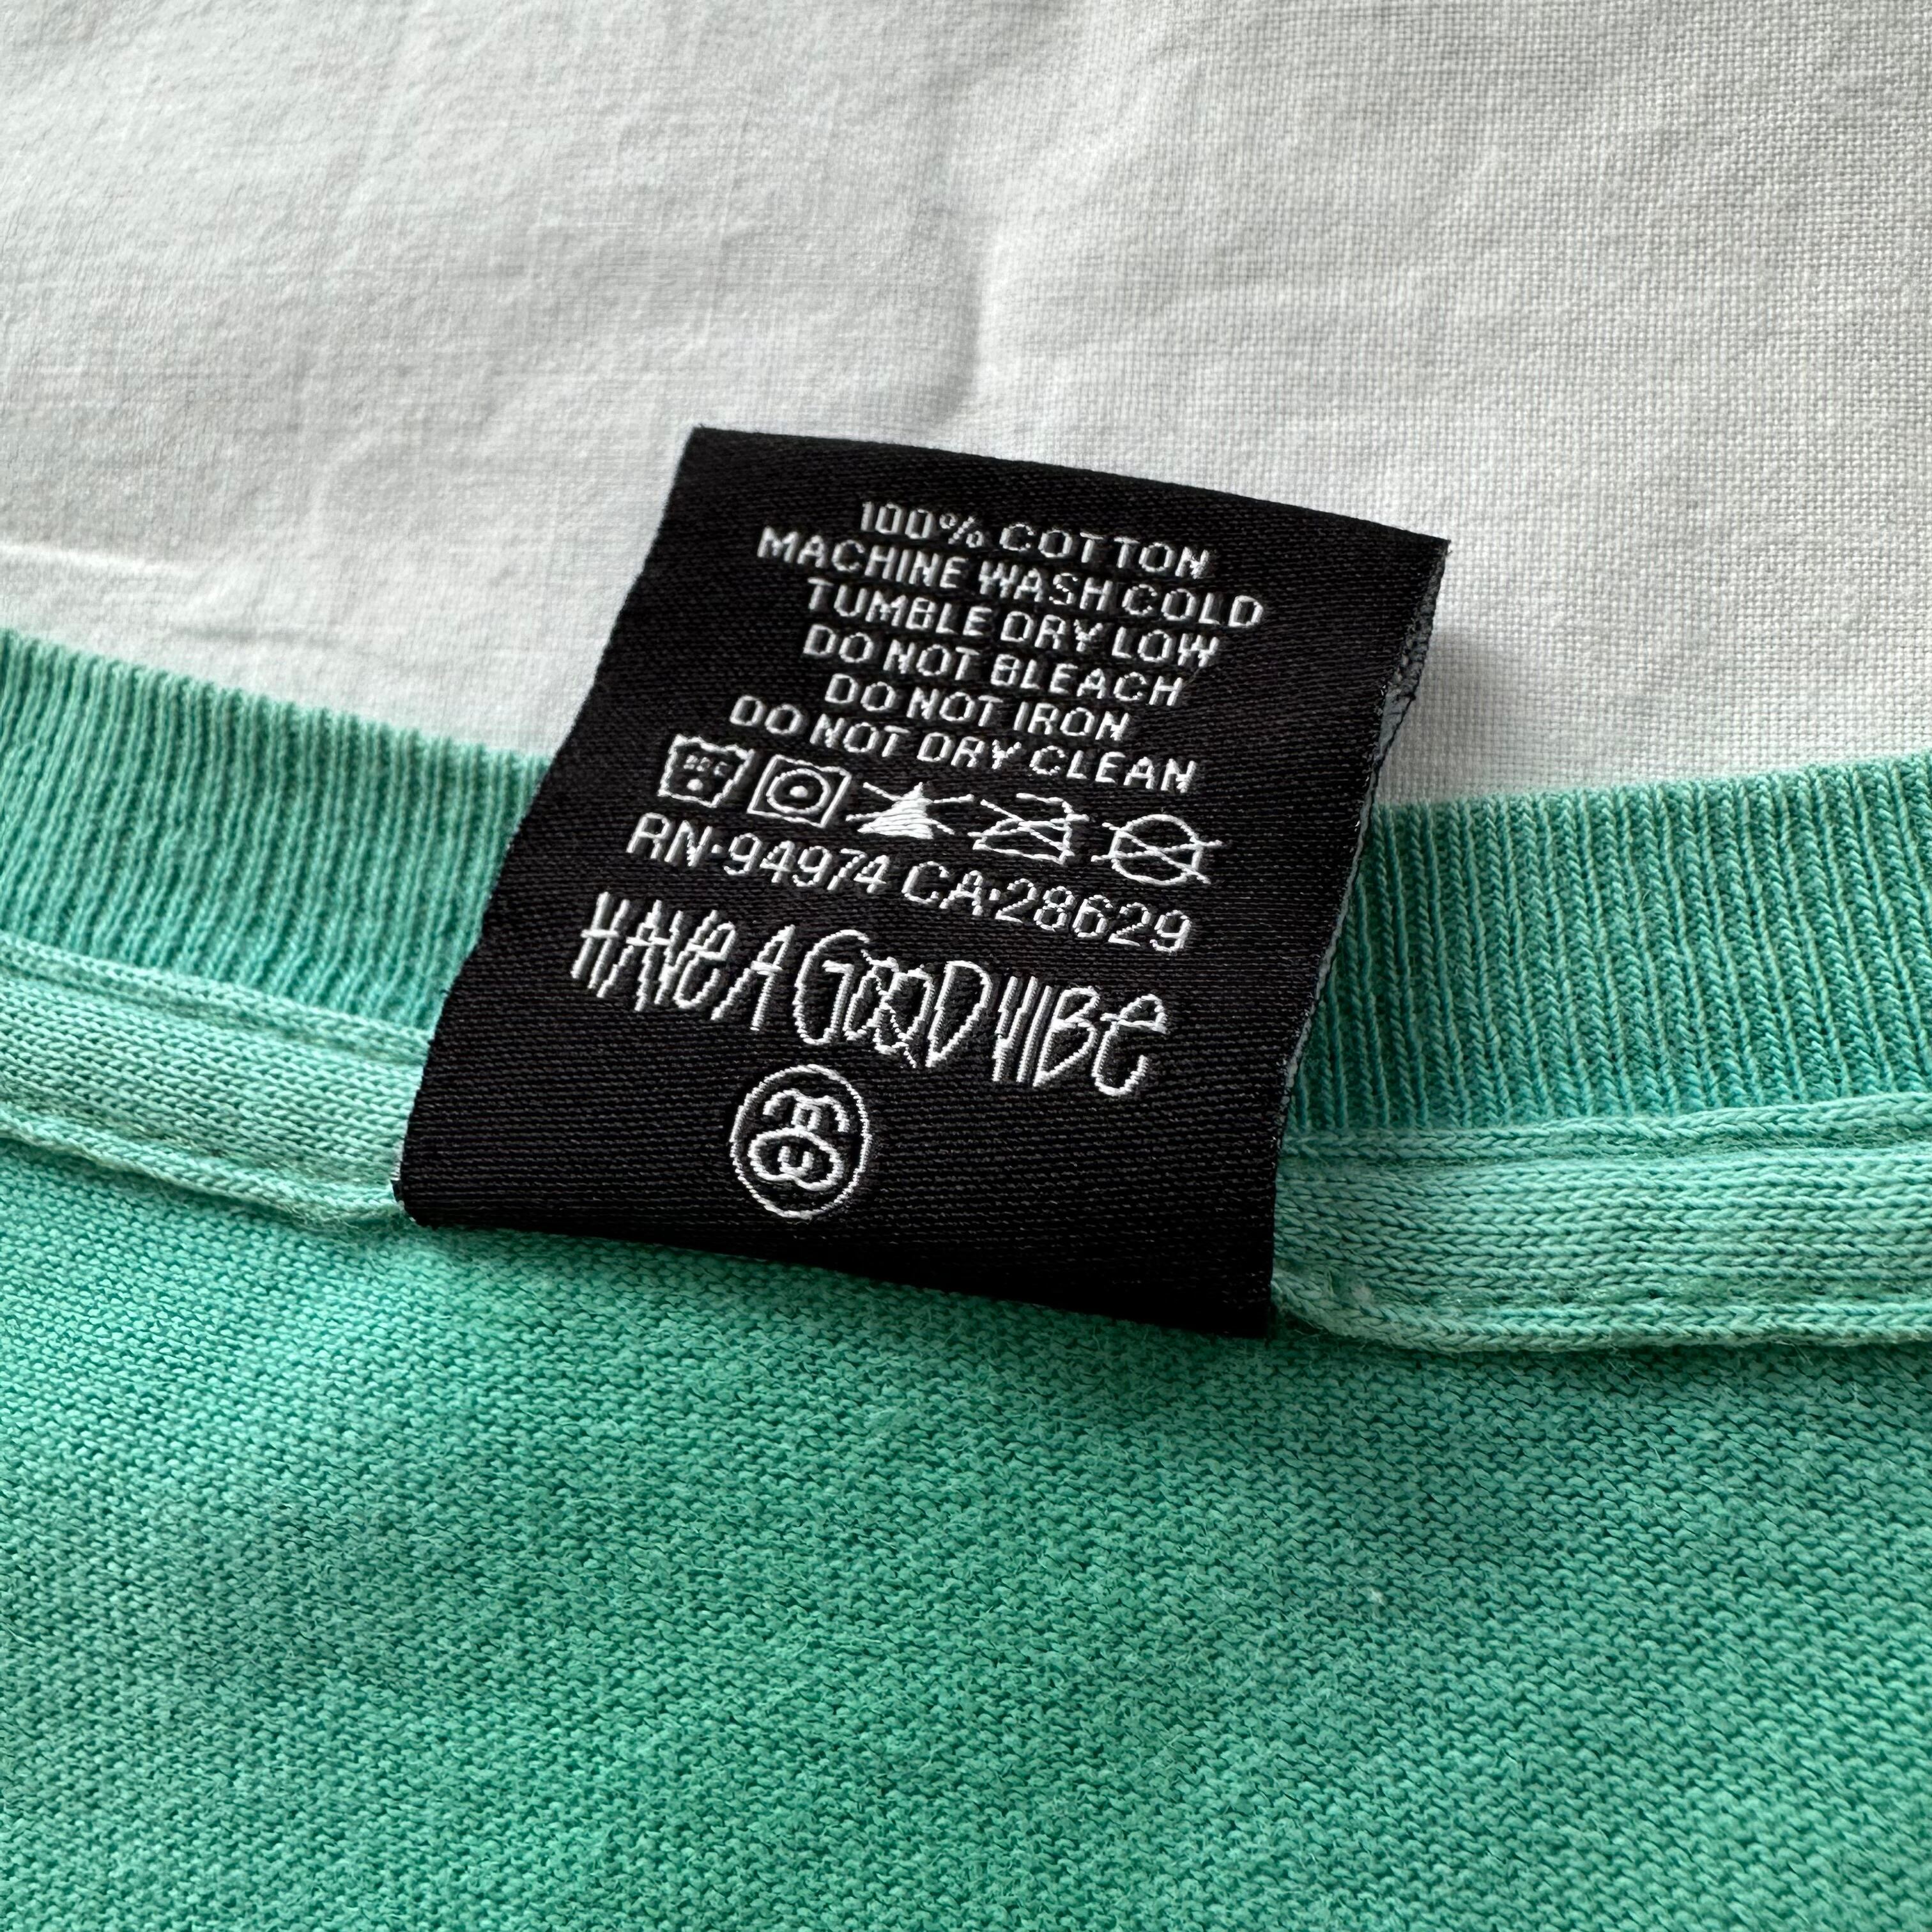 100% COTTON
MACHINE WASH COLD
TUMBLE DRY LOW
DO NOT BLEACH
DO NOT IRON
DO NOT DRY CLEAN
RN·94974 CA·28629
HAVE A GOOD VIBE